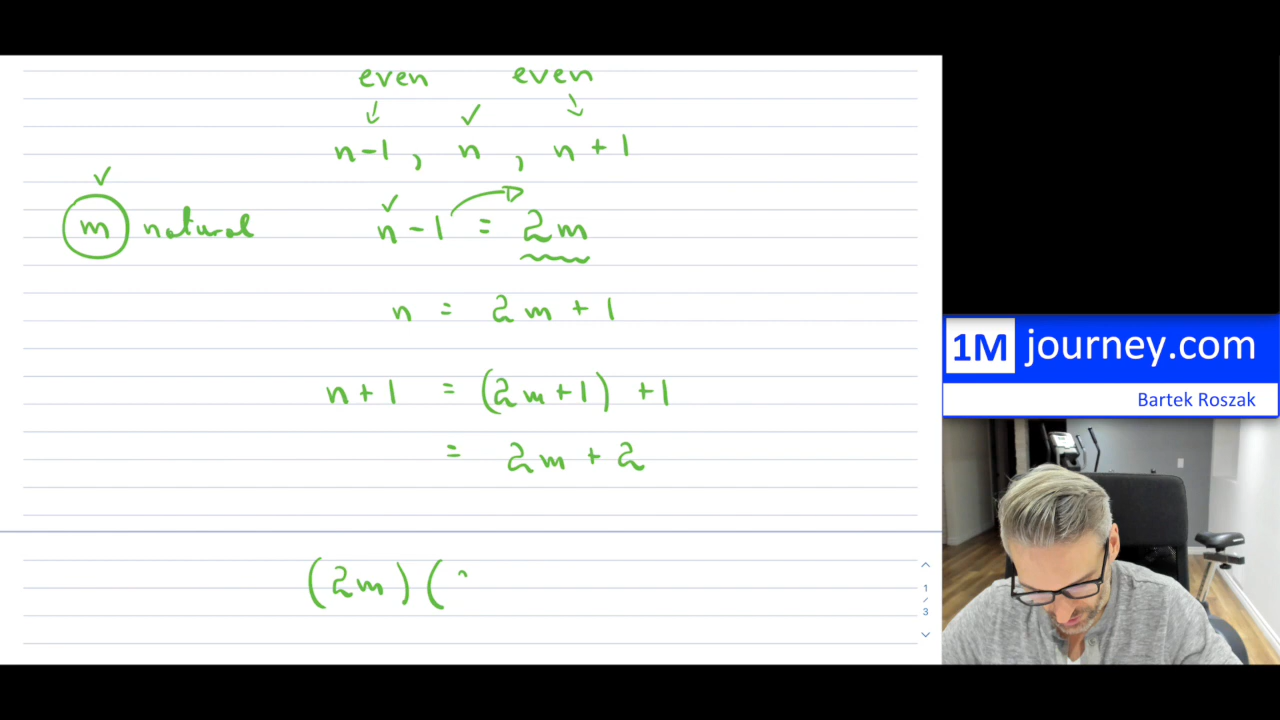 even even
n-1 , n , n + 1
m natural n - 1 = 2m
n = 2m + 1
n + 1 = (2m + 1) + 1
= 2m + 2
(2m) (
1
/
3
1M journey.com
Bartek Roszak